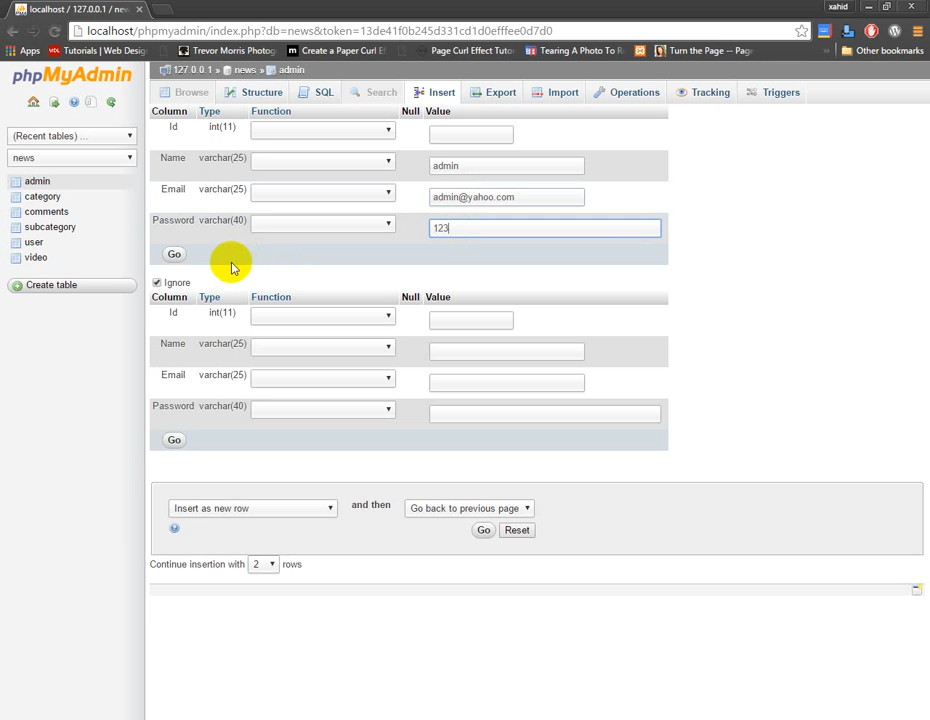 localhost / 127.0.0.1 / new
xahid
localhost/phpmyadmin/index.php?db=news&token=13de41f0b245d331cd1d0efffee0d7d0
Apps
Tutorials | Web Desig
Trevor Morris Photog
Create a Paper Curl Ef
Page Curl Effect Tutor
Tearing A Photo To Re
Turn the Page -- Page
Other bookmarks
phpMyAdmin
127.0.0.1 » news » admin
Browse Structure SQL Search Insert Export Import Operations Tracking Triggers
(Recent tables) ...
news
admin
category
comments
subcategory
user
video
Create table
Column Type Function Null Value
Id int(11)
Name varchar(25) admin
Email varchar(25) admin@yahoo.com
Password varchar(40) 123
Go
Ignore
Column Type Function Null Value
Id int(11)
Name varchar(25)
Email varchar(25)
Password varchar(40)
Go
Insert as new row and then Go back to previous page
Go Reset
Continue insertion with 2 rows